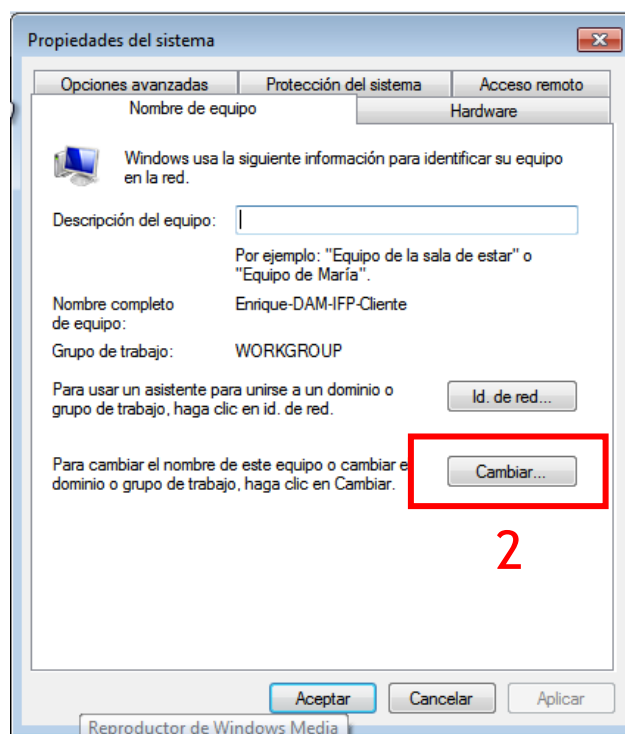 Propiedades del sistema
Opciones avanzadas
Protección del sistema
Acceso remoto
Nombre de equipo
Hardware
Windows usa la siguiente información para identificar su equipo
en la red.
Descripción del equipo:
Por ejemplo: "Equipo de la sala de estar" o
"Equipo de María".
Nombre completo
de equipo:
Enrique-DAM-IFP-Cliente
Grupo de trabajo:
WORKGROUP
Para usar un asistente para unirse a un dominio o
grupo de trabajo, haga clic en id. de red.
Id. de red...
Para cambiar el nombre de este equipo o cambiar e
dominio o grupo de trabajo, haga clic en Cambiar.
Cambiar...
2
Aceptar
Cancelar
Aplicar
Reproductor de Windows Media